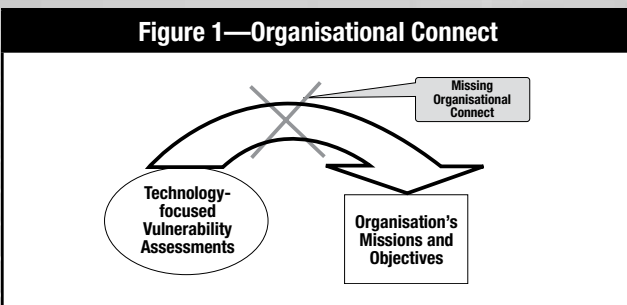 Figure 1—Organisational Connect
Missing
Organisational
Connect
Technology-
focused
Vulnerability
Assessments
Organisation's
Missions and
Objectives